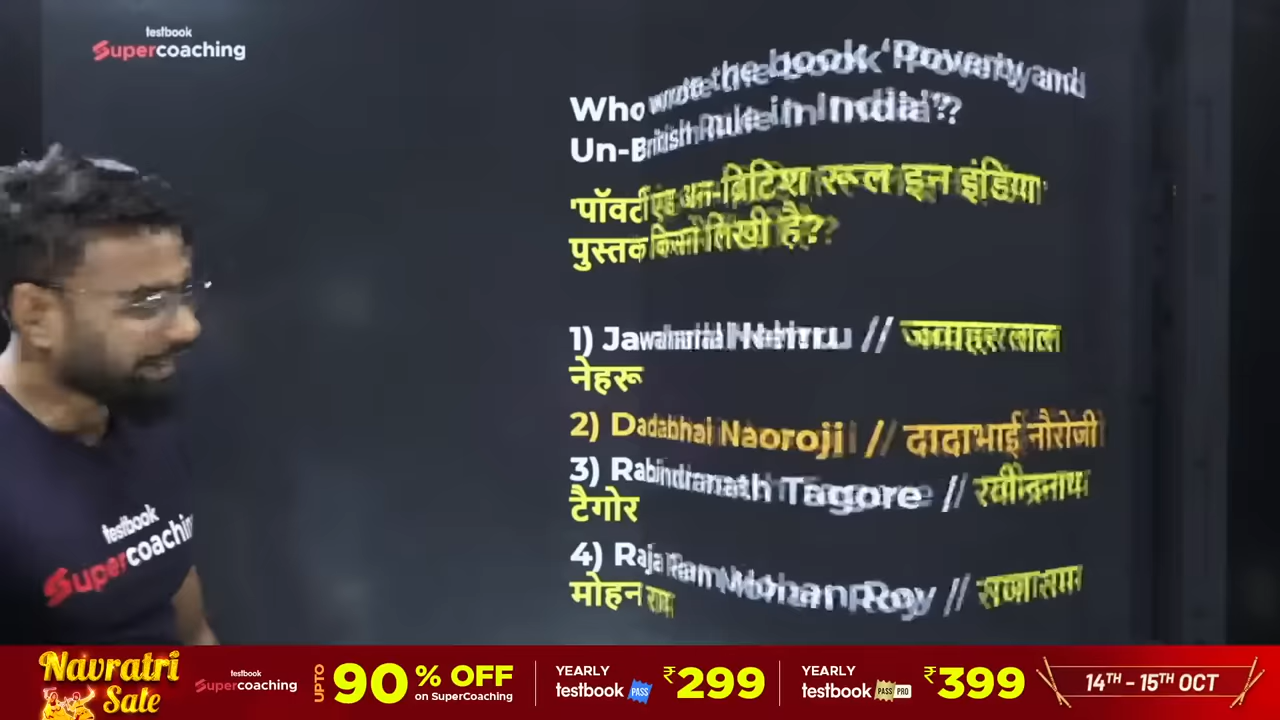 testbook
Supercoaching
Who wrote the book 'Poverty and
Un-British Rule in India'?
'पॉवर्टी एंड अन-ब्रिटिश रूल इन इंडिया'
पुस्तक किसने लिखी है?
1) Jawaharlal Nehru // जवाहरलाल
नेहरू
2) Dadabhai Naoroji // दादाभाई नौरोजी
3) Rabindranath Tagore // रवींद्रनाथ
टैगोर
4) Raja Ram Mohan Roy // राजा राम
मोहन राय
testbook
Supercoaching
Navratri
Sale
testbook
Supercoaching
UPTO 90% OFF
on SuperCoaching
YEARLY
testbook PASS ₹299
YEARLY
testbook PASS PRO ₹399
14TH - 15TH OCT